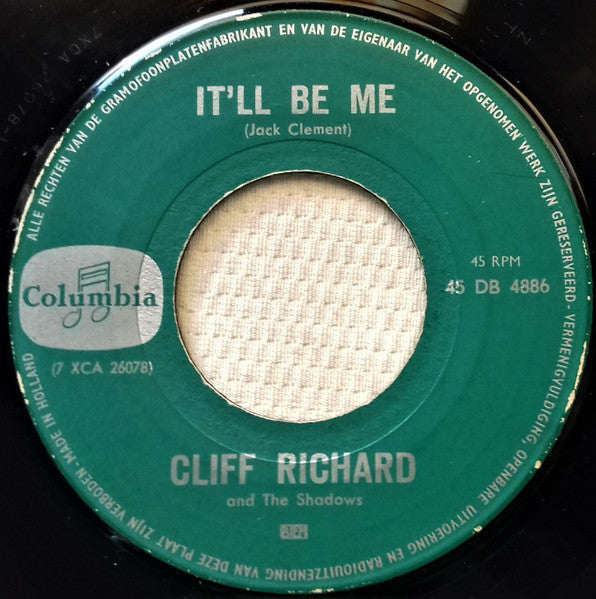 ALLE RECHTEN VAN DE GRAMOFOONPLATENFABRIKANT EN VAN DE EIGENAAR VAN HET OPGENOMEN WERK ZIJN GERESERVEERD - VERMENIGVULDIGING, OPENBARE UITVOERING EN RADIOUITZENDING VAN DEZE PLAAT ZIJN VERBODEN - MADE IN HOLLAND
IT'LL BE ME
(Jack Clement)
Columbia
45 RPM
45 DB 4886
(7 XCA 26078)
CLIFF RICHARD
and The Shadows